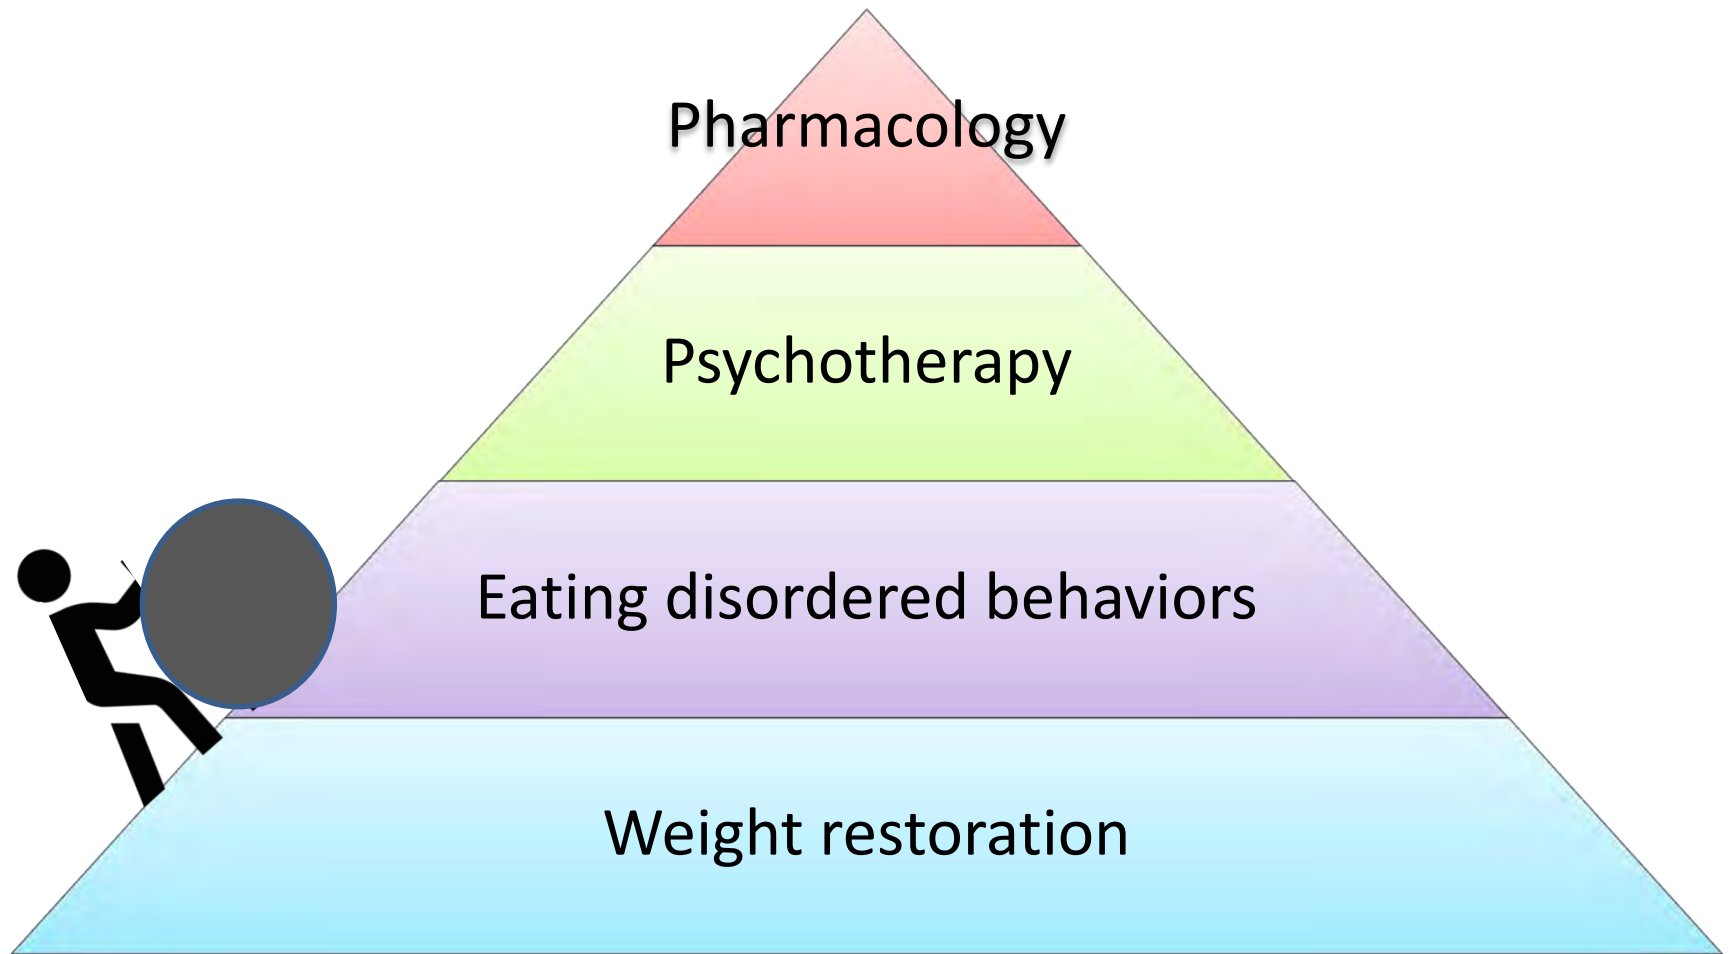 Pharmacology
Psychotherapy
Eating disordered behaviors
Weight restoration